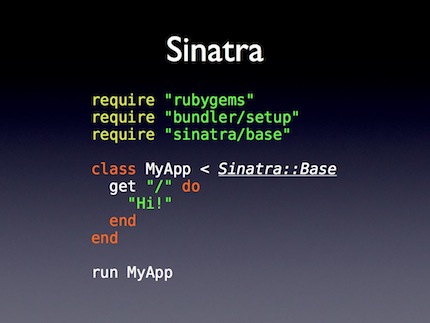 Sinatra
require "rubygems"
require "bundler/setup"
require "sinatra/base"
class MyApp < Sinatra::Base
get "/" do
"Hi!"
end
end
run MyApp